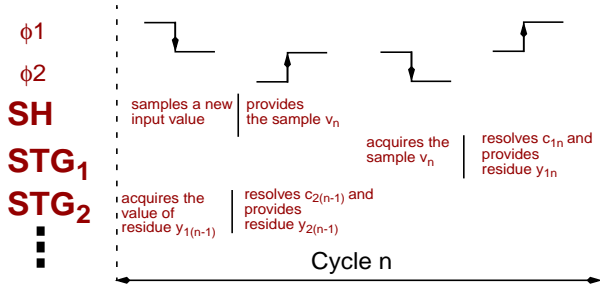 ϕ1
ϕ2
SH
samples a new
input value
provides
the sample vn
STG1
acquires the
sample vn
resolves c1n and
provides
residue y1n
STG2
acquires the
value of
residue y1(n-1)
resolves c2(n-1) and
provides
residue y2(n-1)
Cycle n